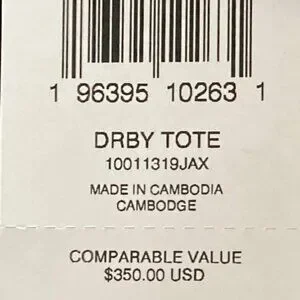 1 96395 10263 1
DRBY TOTE
10011319JAX
MADE IN CAMBODIA
CAMBODGE
COMPARABLE VALUE
$350.00 USD